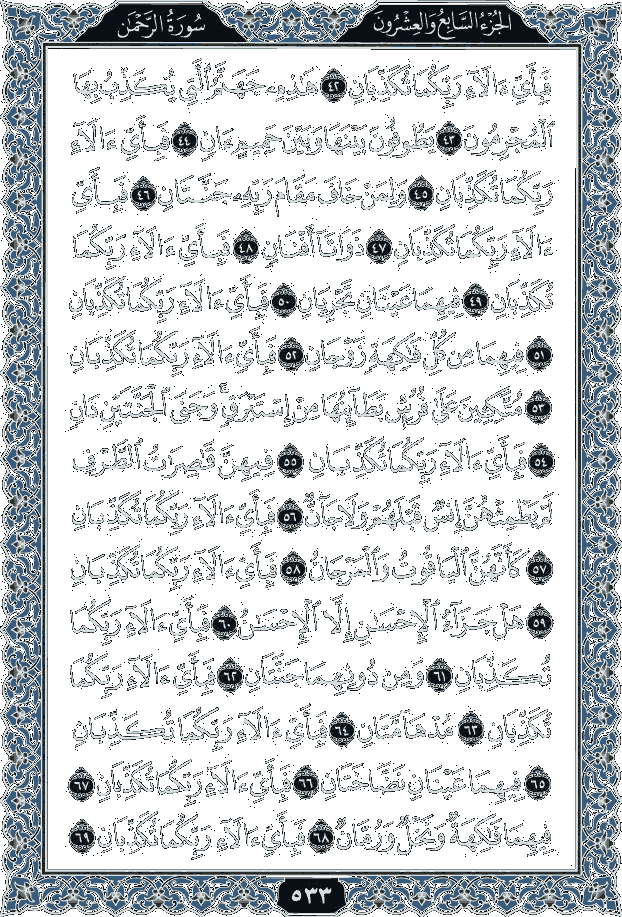 الجزء السابع والعشرون
سورة الرحمن
فَبِأَيِّ ءَالَآءِ رَبِّكُمَا تُكَذِّبَانِ ٤٢ هَٰذِهِۦ جَهَنَّمُ ٱلَّتِي يُكَذِّبُ بِهَا
ٱلْمُجْرِمُونَ ٤٣ يَطُوفُونَ بَيْنَهَا وَبَيْنَ حَمِيمٍ ءَانٍ ٤٤ فَبِأَيِّ ءَالَآءِ
رَبِّكُمَا تُكَذِّبَانِ ٤٥ وَلِمَنْ خَافَ مَقَامَ رَبِّهِۦ جَنَّتَانِ ٤٦ فَبِأَيِّ
ءَالَآءِ رَبِّكُمَا تُكَذِّبَانِ ٤٧ ذَوَاتَآ أَفْنَانٍ ٤٨ فَبِأَيِّ ءَالَآءِ رَبِّكُمَا
تُكَذِّبَانِ ٤٩ فِيهِمَا عَيْنَانِ تَجْرِيَانِ ٥٠ فَبِأَيِّ ءَالَآءِ رَبِّكُمَا تُكَذِّبَانِ
٥١ فِيهِمَا مِن كُلِّ فَٰكِهَةٍ زَوْجَانِ ٥٢ فَبِأَيِّ ءَالَآءِ رَبِّكُمَا تُكَذِّبَانِ
٥٣ مُتَّكِـِٔينَ عَلَىٰ فُرُشٍۭ بَطَآئِنُهَا مِنْ إِسْتَبْرَقٍ ۚ وَجَنَى ٱلْجَنَّتَيْنِ دَانٍ
٥٤ فَبِأَيِّ ءَالَآءِ رَبِّكُمَا تُكَذِّبَانِ ٥٥ فِيهِنَّ قَٰصِرَٰتُ ٱلطَّرْفِ
لَمْ يَطْمِثْهُنَّ إِنسٌ قَبْلَهُمْ وَلَا جَآنٌّ ٥٦ فَبِأَيِّ ءَالَآءِ رَبِّكُمَا تُكَذِّبَانِ
٥٧ كَأَنَّهُنَّ ٱلْيَاقُوتُ وَٱلْمَرْجَانُ ٥٨ فَبِأَيِّ ءَالَآءِ رَبِّكُمَا تُكَذِّبَانِ
٥٩ هَلْ جَزَآءُ ٱلْإِحْسَٰنِ إِلَّا ٱلْإِحْسَٰنُ ٦٠ فَبِأَيِّ ءَالَآءِ رَبِّكُمَا
تُكَذِّبَانِ ٦١ وَمِن دُونِهِمَا جَنَّتَانِ ٦٢ فَبِأَيِّ ءَالَآءِ رَبِّكُمَا
تُكَذِّبَانِ ٦٣ مُدْهَآمَّتَانِ ٦٤ فَبِأَيِّ ءَالَآءِ رَبِّكُمَا تُكَذِّبَانِ
٦٥ فِيهِمَا عَيْنَانِ نَضَّاخَتَانِ ٦٦ فَبِأَيِّ ءَالَآءِ رَبِّكُمَا تُكَذِّبَانِ ٦٧
فِيهِمَا فَٰكِهَةٌ وَنَخْلٌ وَرُمَّانٌ ٦٨ فَبِأَيِّ ءَالَآءِ رَبِّكُمَا تُكَذِّبَانِ ٦٩
٥٣٣